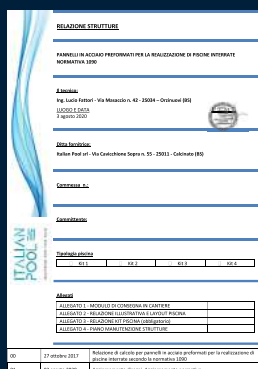 RELAZIONE STRUTTURE
PANNELLI IN ACCIAIO PREFORMATI PER LA REALIZZAZIONE DI PISCINE INTERRATE
NORMATIVA 1090
Il tecnico:
Ing. Lucio Fattori - Via Masaccio n. 42 - 25034 – Orzinuovi (BS)
LUOGO E DATA
3 agosto 2020
Ditta fornitrice:
Italian Pool srl - Via Cavicchione Sopra n. 55 - 25011 - Calcinato (BS)
Commessa n.:
Committente:
Tipologia piscina
Kit 1 Kit 2 Kit 3 Kit 4
ITALIAN
POOL
Allegati
ALLEGATO 1 - MODULO DI CONSEGNA IN CANTIERE
ALLEGATO 2 - RELAZIONE ILLUSTRATIVA E LAYOUT PISCINA
ALLEGATO 3 - RELAZIONE KIT PISCINA (obbligatorio)
ALLEGATO 4 - PIANO MANUTENZIONE STRUTTURE
00 27 ottobre 2017 Relazione di calcolo per pannelli in acciaio preformati per la realizzazione di
piscine interrate secondo la normativa 1090